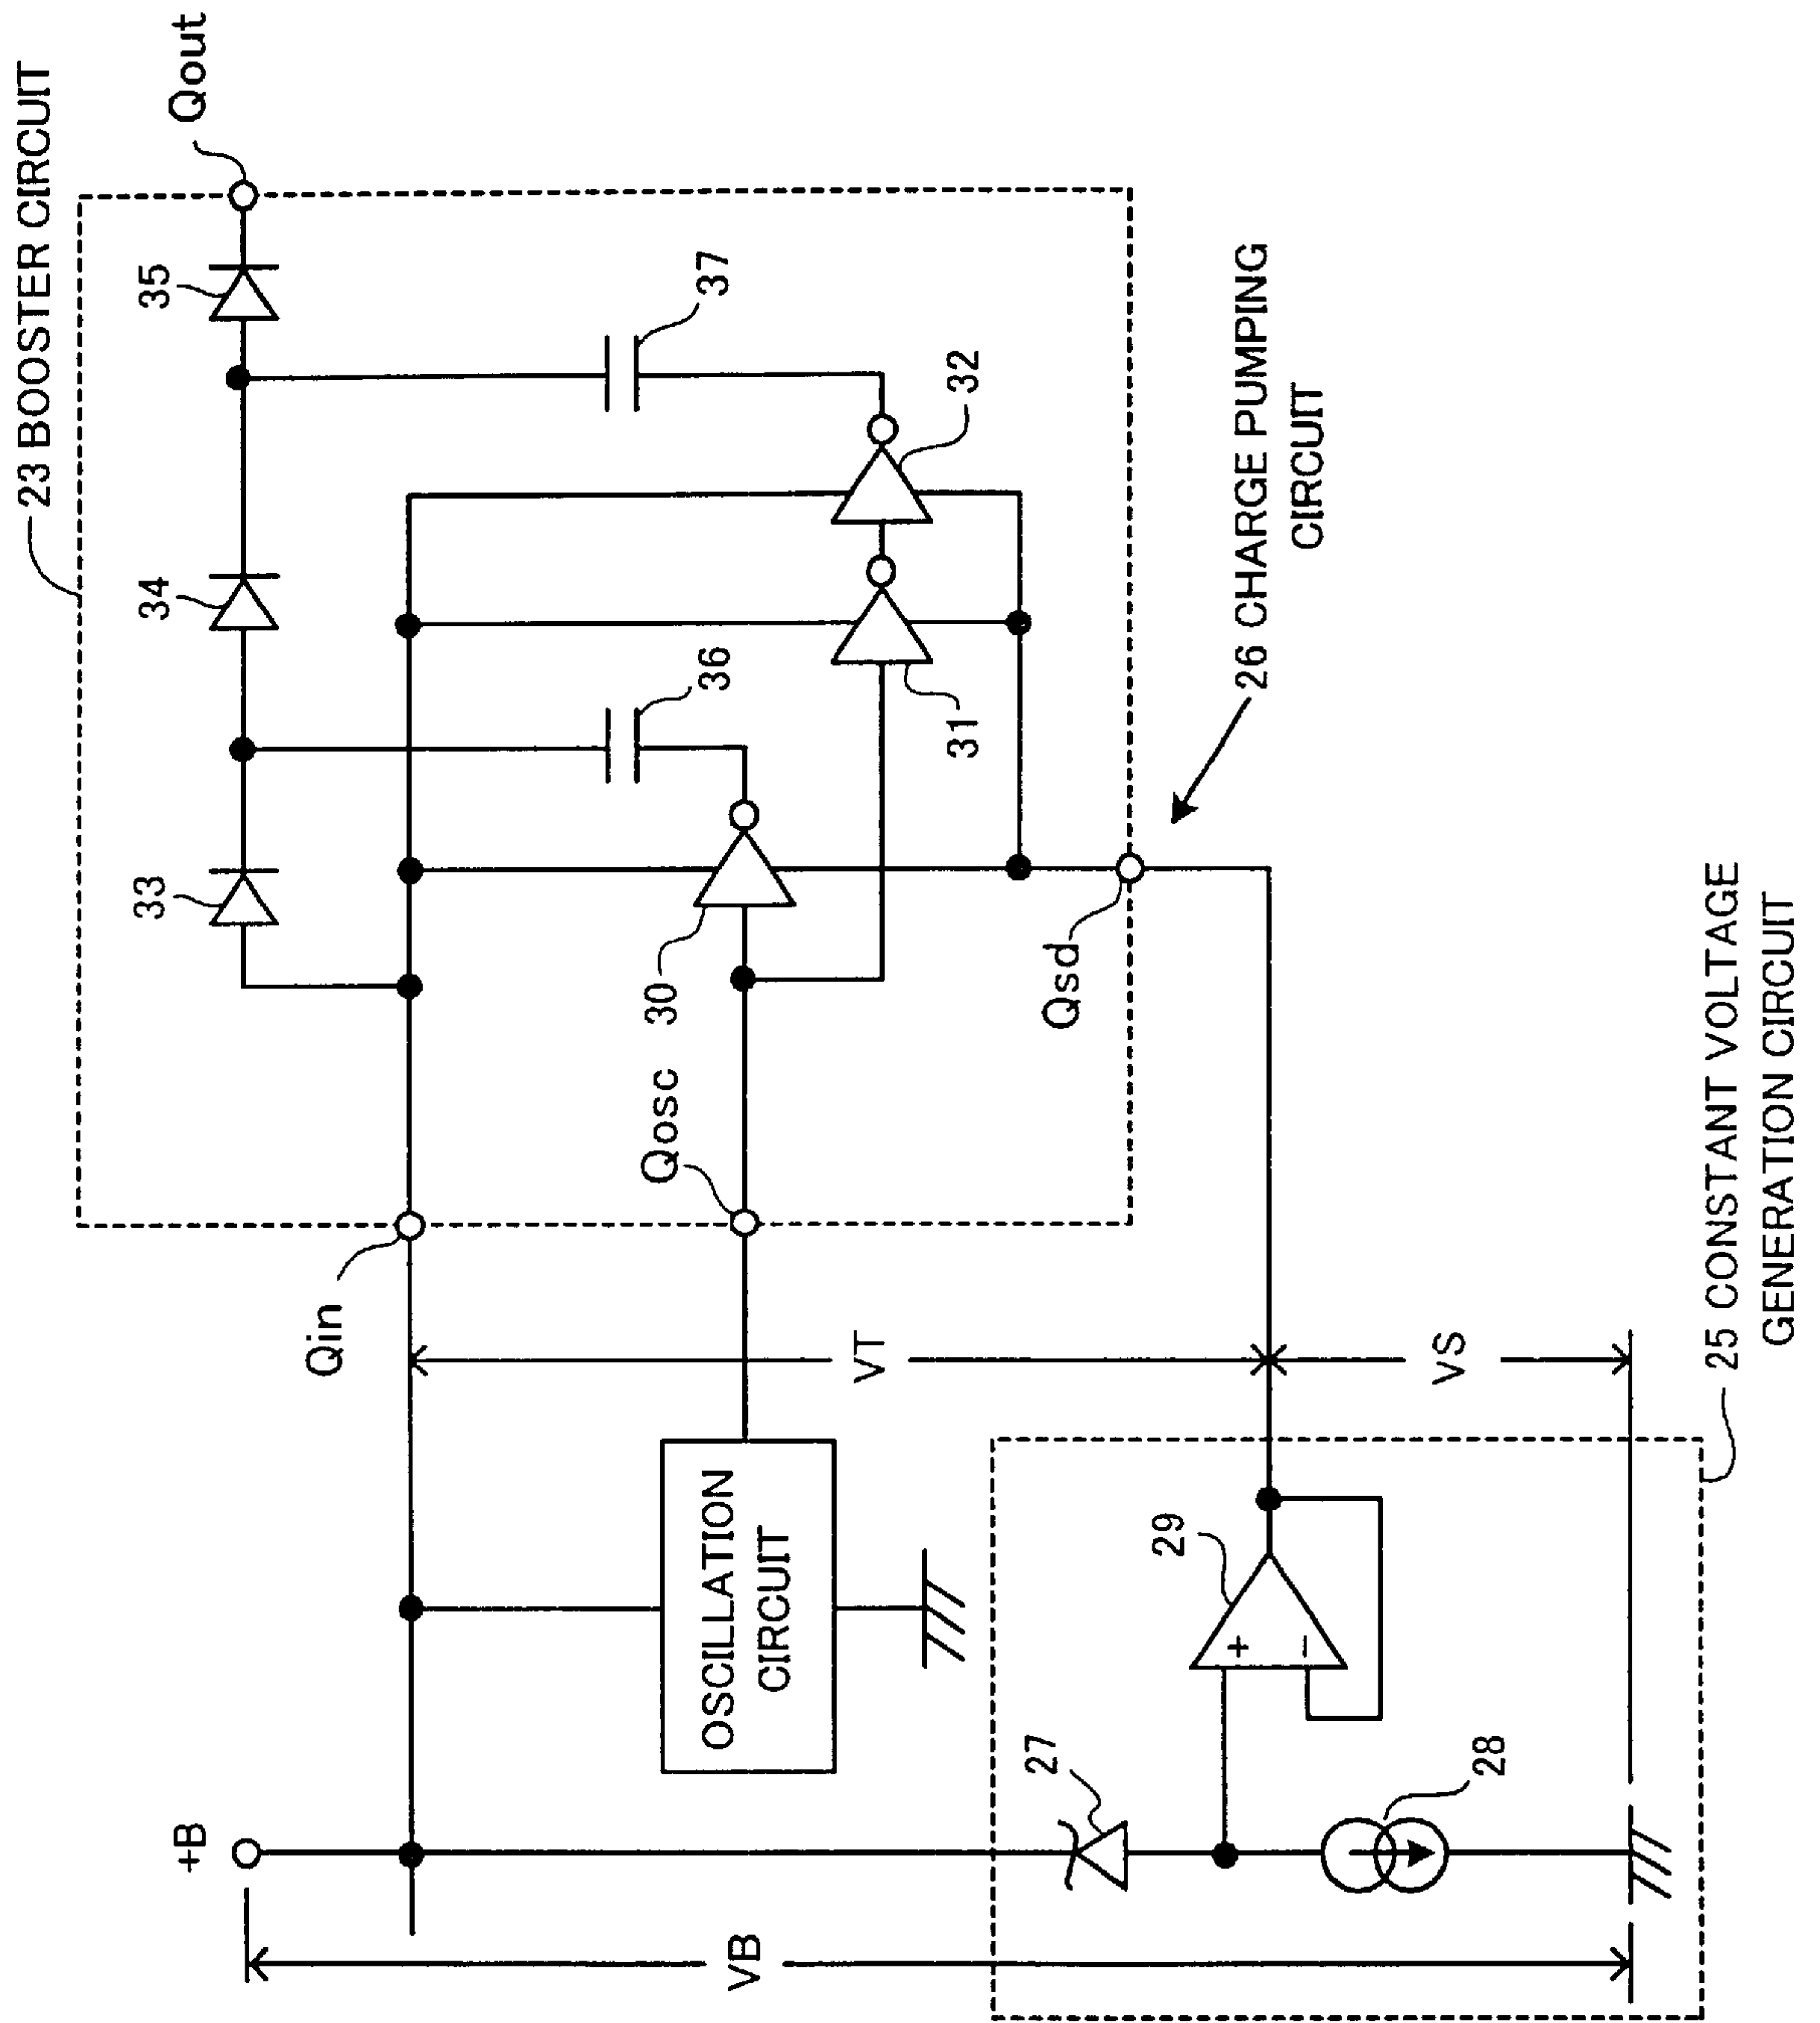 23 BOOSTER CIRCUIT
Qout
35
34
33
37
36
32
31
30
Qin
Qosc
Qsd
26 CHARGE PUMPING
CIRCUIT
+B
VB
VT
VS
OSCILLATION
CIRCUIT
29
+
−
27
28
25 CONSTANT VOLTAGE
GENERATION CIRCUIT